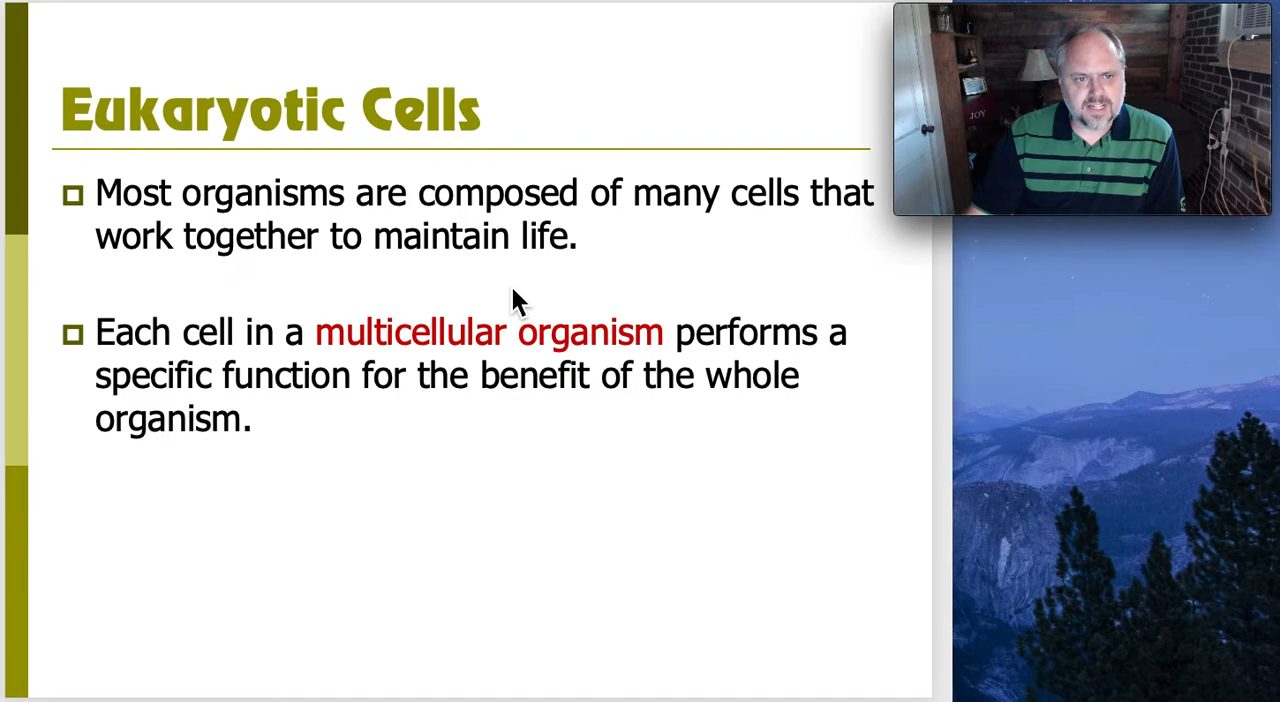 Eukaryotic Cells
Most organisms are composed of many cells that
work together to maintain life.
Each cell in a multicellular organism performs a
specific function for the benefit of the whole
organism.
JOY